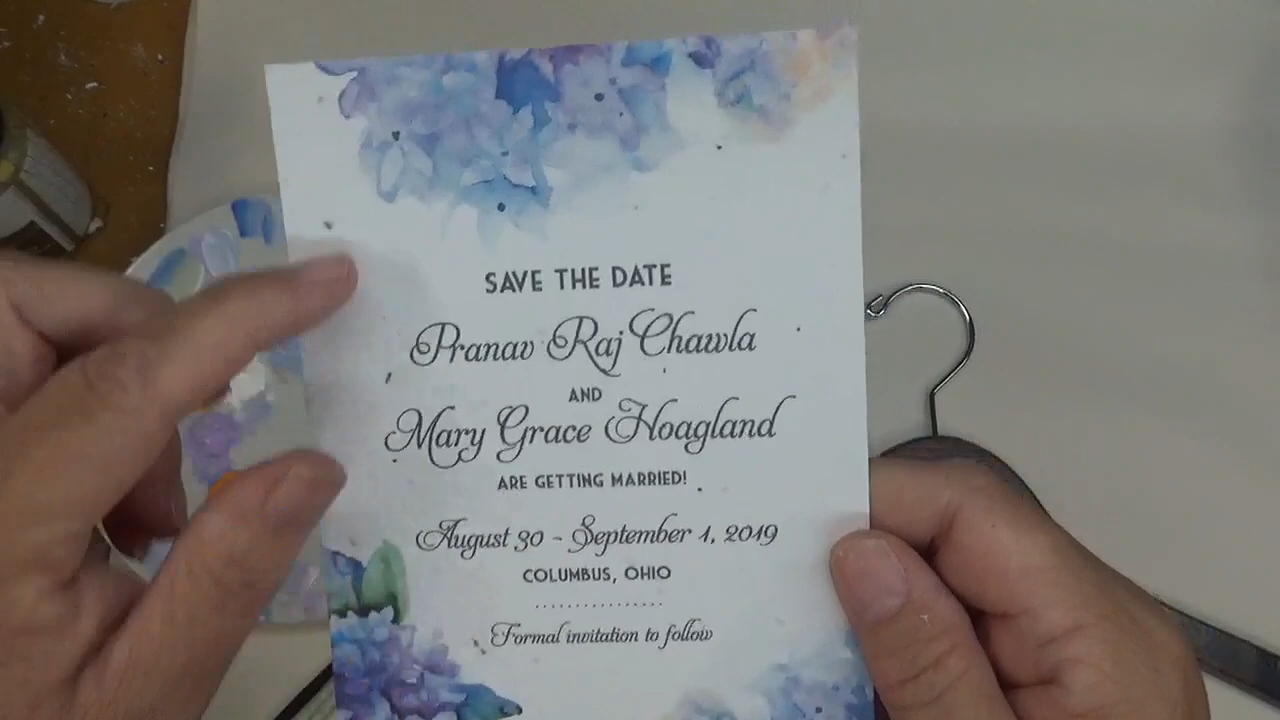 SAVE THE DATE
Pranav Raj Chawla
AND
Mary Grace Hoagland
ARE GETTING MARRIED!
August 30 - September 1, 2019
COLUMBUS, OHIO
Formal invitation to follow